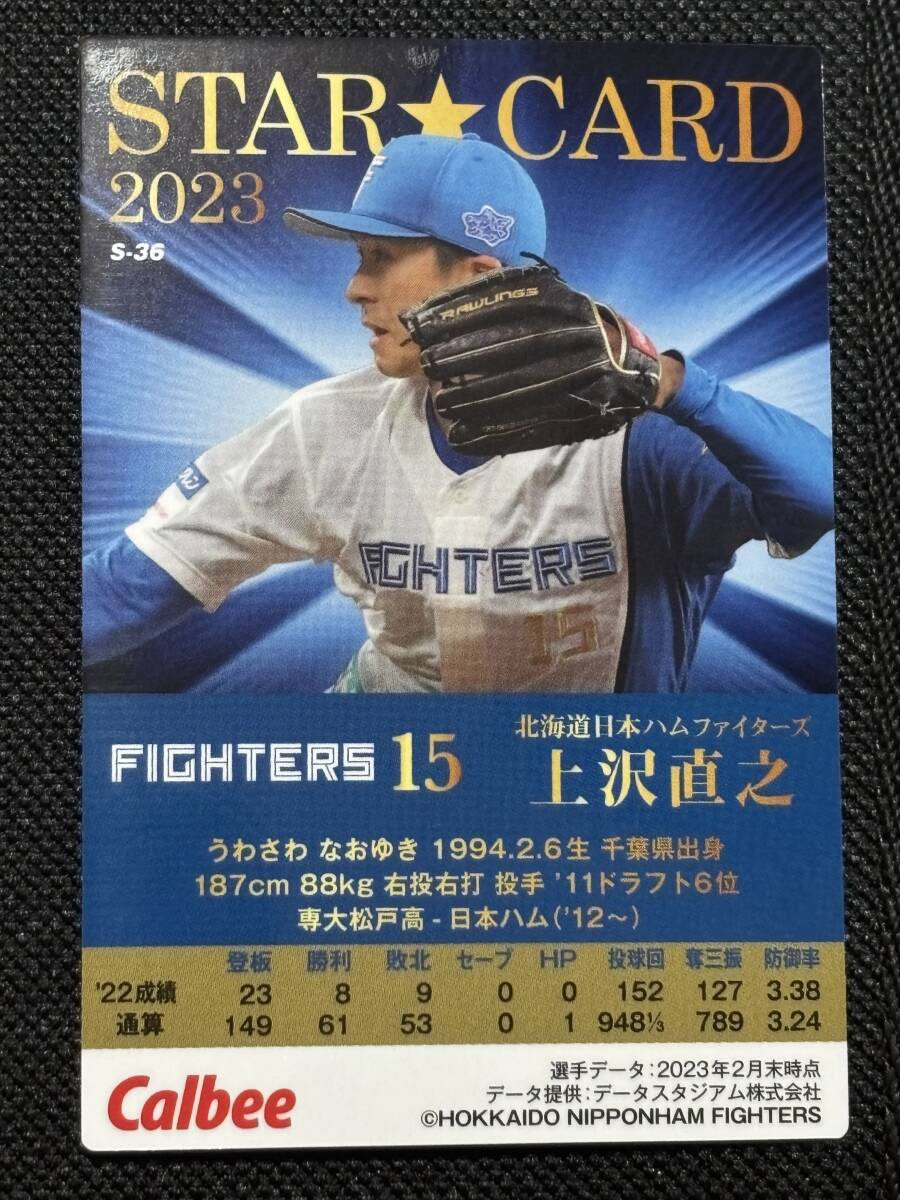 STAR★CARD
2023
S-36
RAWLINGS
FIGHTERS
15
FIGHTERS 15
北海道日本ハムファイターズ
上沢直之
うわさわ なおゆき 1994.2.6生 千葉県出身
187cm 88kg 右投右打 投手 '11ドラフト6位
専大松戸高-日本ハム('12～)
登板 勝利 敗北 セーブ HP 投球回 奪三振 防御率
'22成績 23 8 9 0 0 152 127 3.38
通算 149 61 53 0 1 948⅓ 789 3.24
Calbee
選手データ:2023年2月末時点
データ提供:データスタジアム株式会社
©HOKKAIDO NIPPONHAM FIGHTERS